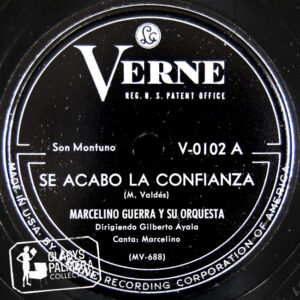 VERNE
REG. U. S. PATENT OFFICE
Son Montuno
V-0102 A
SE ACABO LA CONFIANZA
(M. Valdés)
MARCELINO GUERRA Y SU ORQUESTA
Dirigiendo Gilberto Ayala
Canta: Marcelino
(MV-688)
MADE IN U.S.A. BY VERNE RECORDING CORPORATION OF AMERICA
GLADYS
PALMERA
COLLECTION